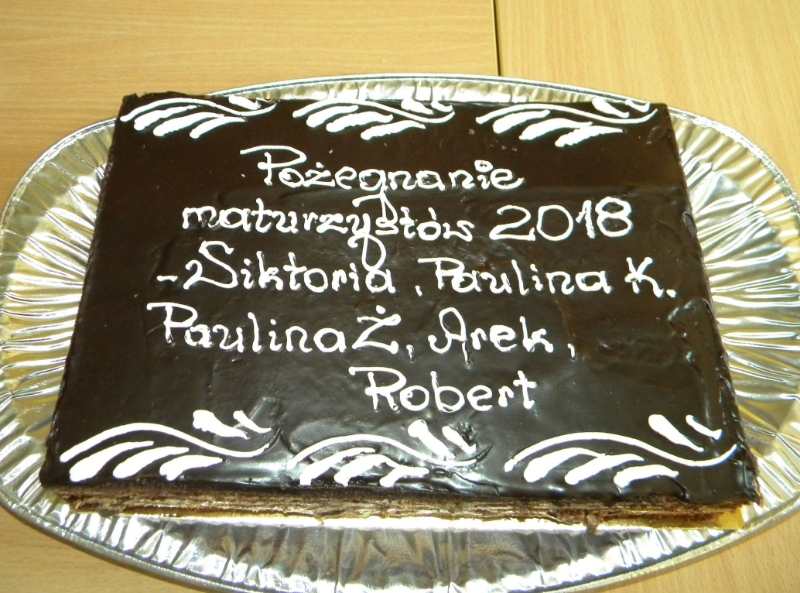 Pożegnanie
maturzystów 2018
- Wiktoria, Paulina K.
Paulina Ż, Arek,
Robert